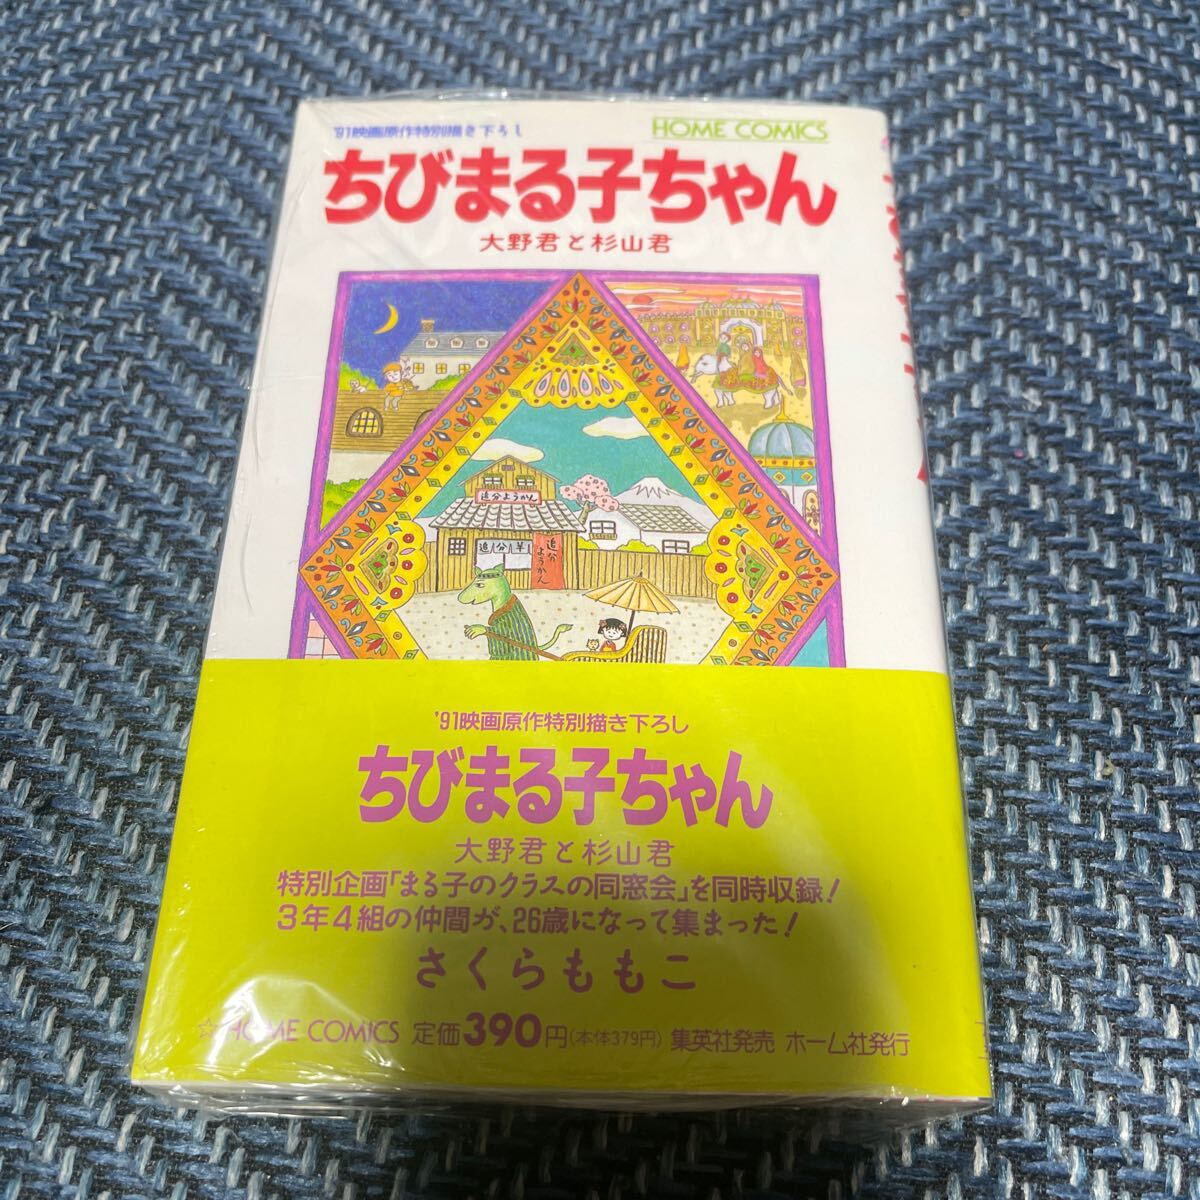 '91映画原作特別描き下ろし
HOME COMICS
ちびまる子ちゃん
大野君と杉山君
追分ようかん
追分羊
追分
ようかん
'91映画原作特別描き下ろし
ちびまる子ちゃん
大野君と杉山君
特別企画「まる子のクラスの同窓会」を同時収録!
3年4組の仲間が、26歳になって集まった!
さくらももこ
☆HOME COMICS 定価390円(本体379円) 集英社発売 ホーム社発行